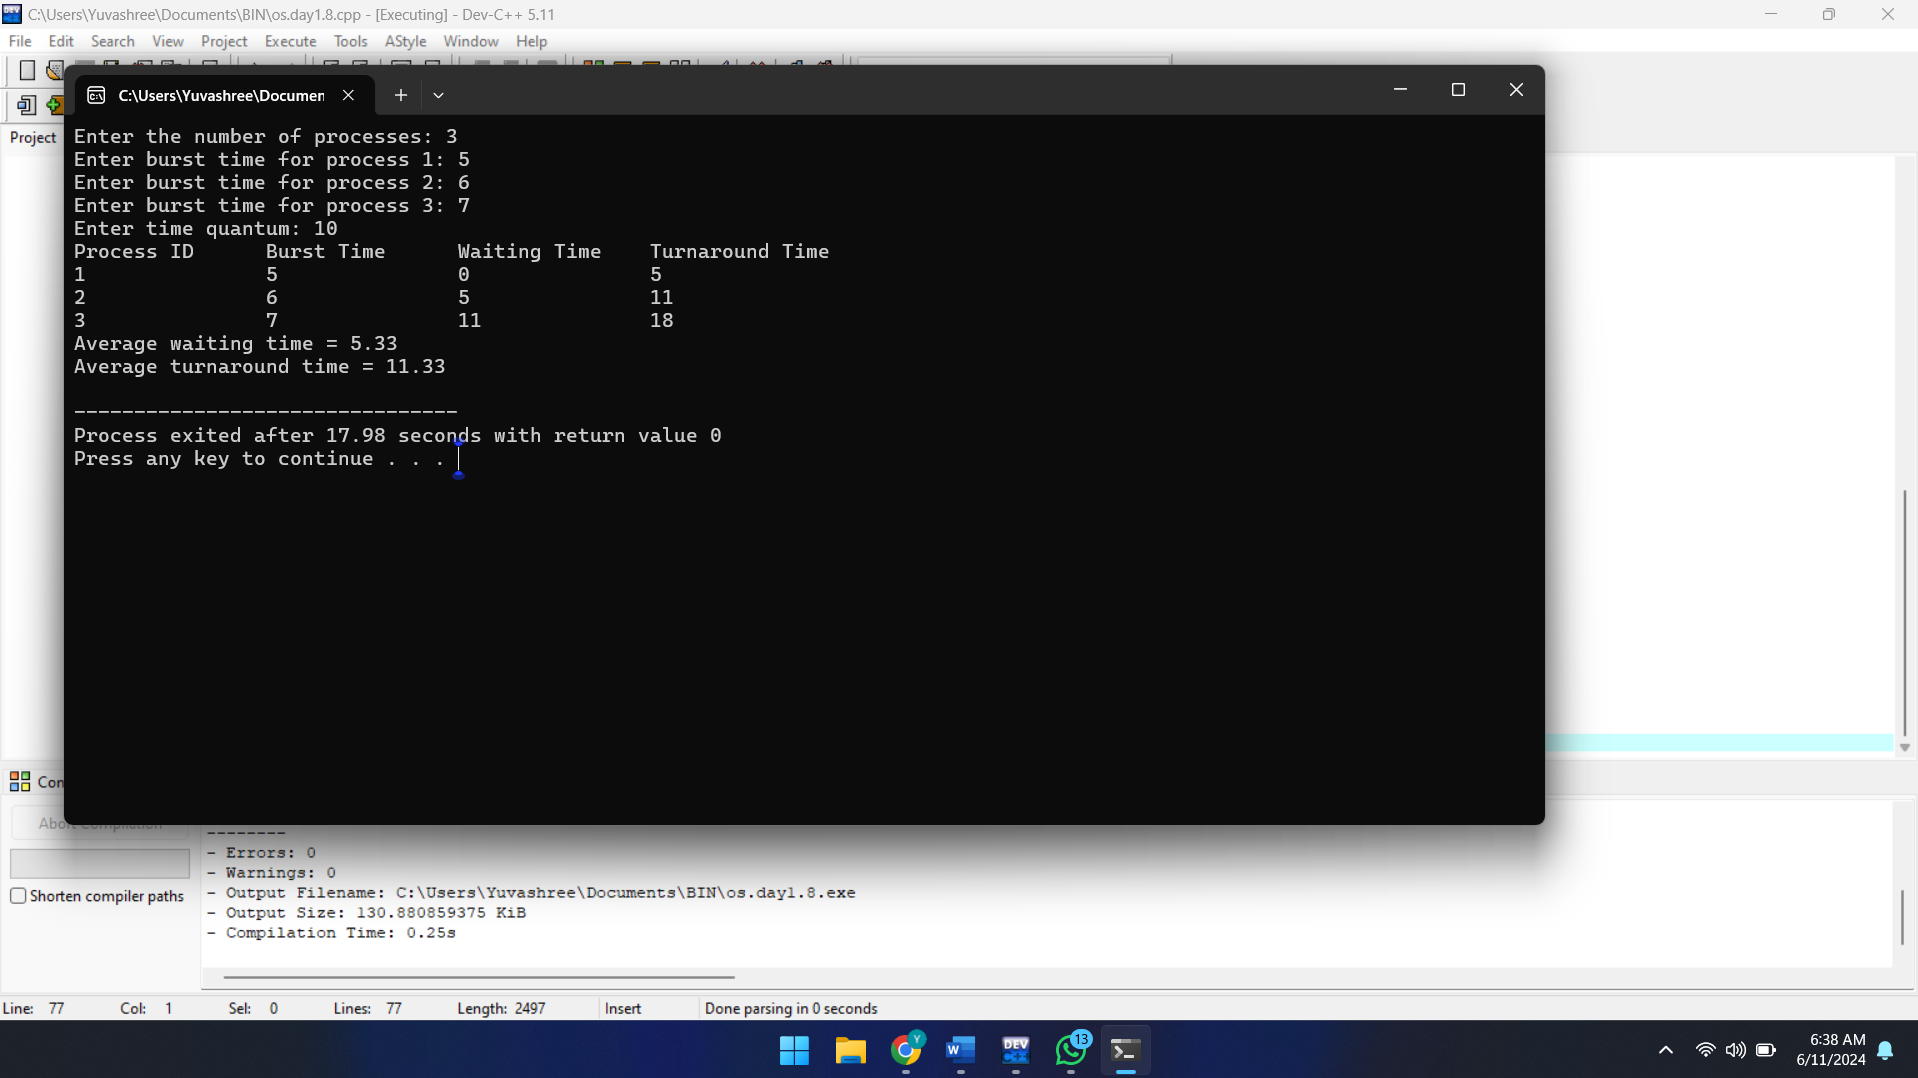 C:\Users\Yuvashree\Documents\BIN\os.day1.8.cpp - [Executing] - Dev-C++ 5.11
File Edit Search View Project Execute Tools AStyle Window Help
C:\Users\Yuvashree\Documen
Project
Enter the number of processes: 3
Enter burst time for process 1: 5
Enter burst time for process 2: 6
Enter burst time for process 3: 7
Enter time quantum: 10
Process ID Burst Time Waiting Time Turnaround Time
1 5 0 5
2 6 5 11
3 7 11 18
Average waiting time = 5.33
Average turnaround time = 11.33
--------------------------------
Process exited after 17.98 seconds with return value 0
Press any key to continue . . .
Con
Abort Compilation
Shorten compiler paths
--------
- Errors: 0
- Warnings: 0
- Output Filename: C:\Users\Yuvashree\Documents\BIN\os.day1.8.exe
- Output Size: 130.880859375 KiB
- Compilation Time: 0.25s
Line: 77 Col: 1 Sel: 0 Lines: 77 Length: 2497 Insert Done parsing in 0 seconds
Y
W
DEV C++
13
6:38 AM
6/11/2024